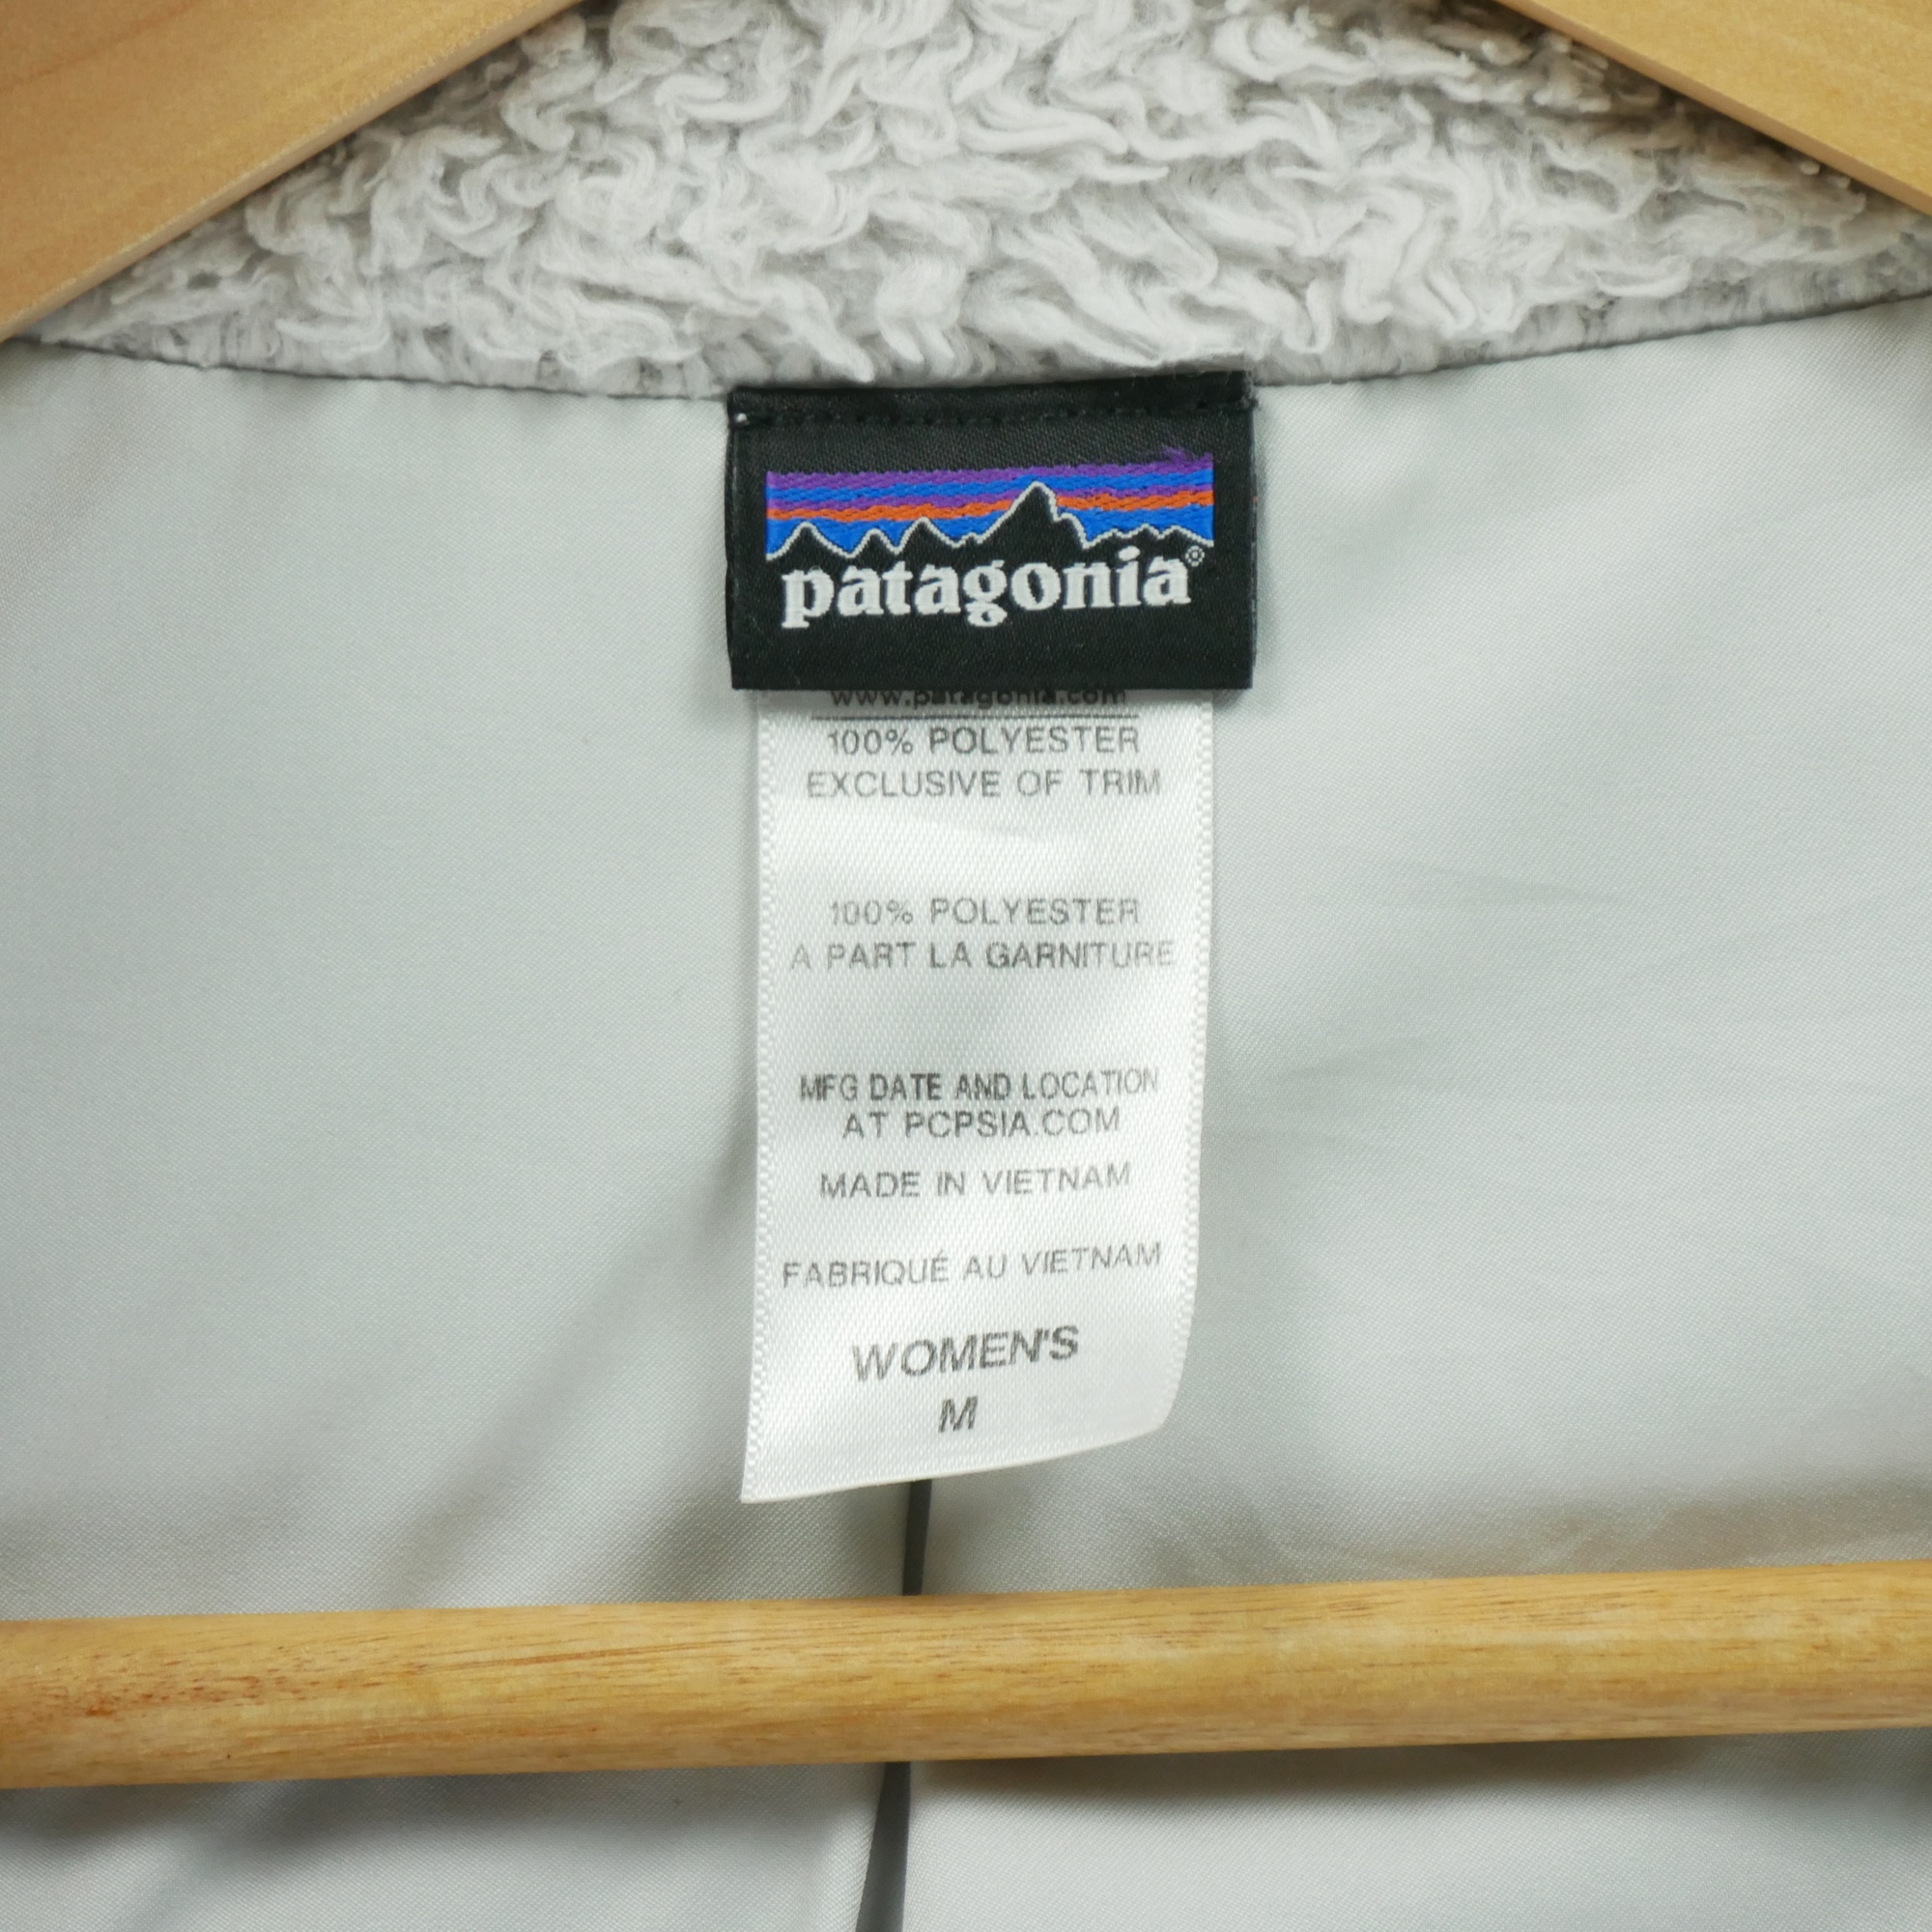 patagonia®
www.patagonia.com
100% POLYESTER
EXCLUSIVE OF TRIM
100% POLYESTER
A PART LA GARNITURE
MFG DATE AND LOCATION
AT PCPSIA.COM
MADE IN VIETNAM
FABRIQUÉ AU VIETNAM
WOMEN'S
M